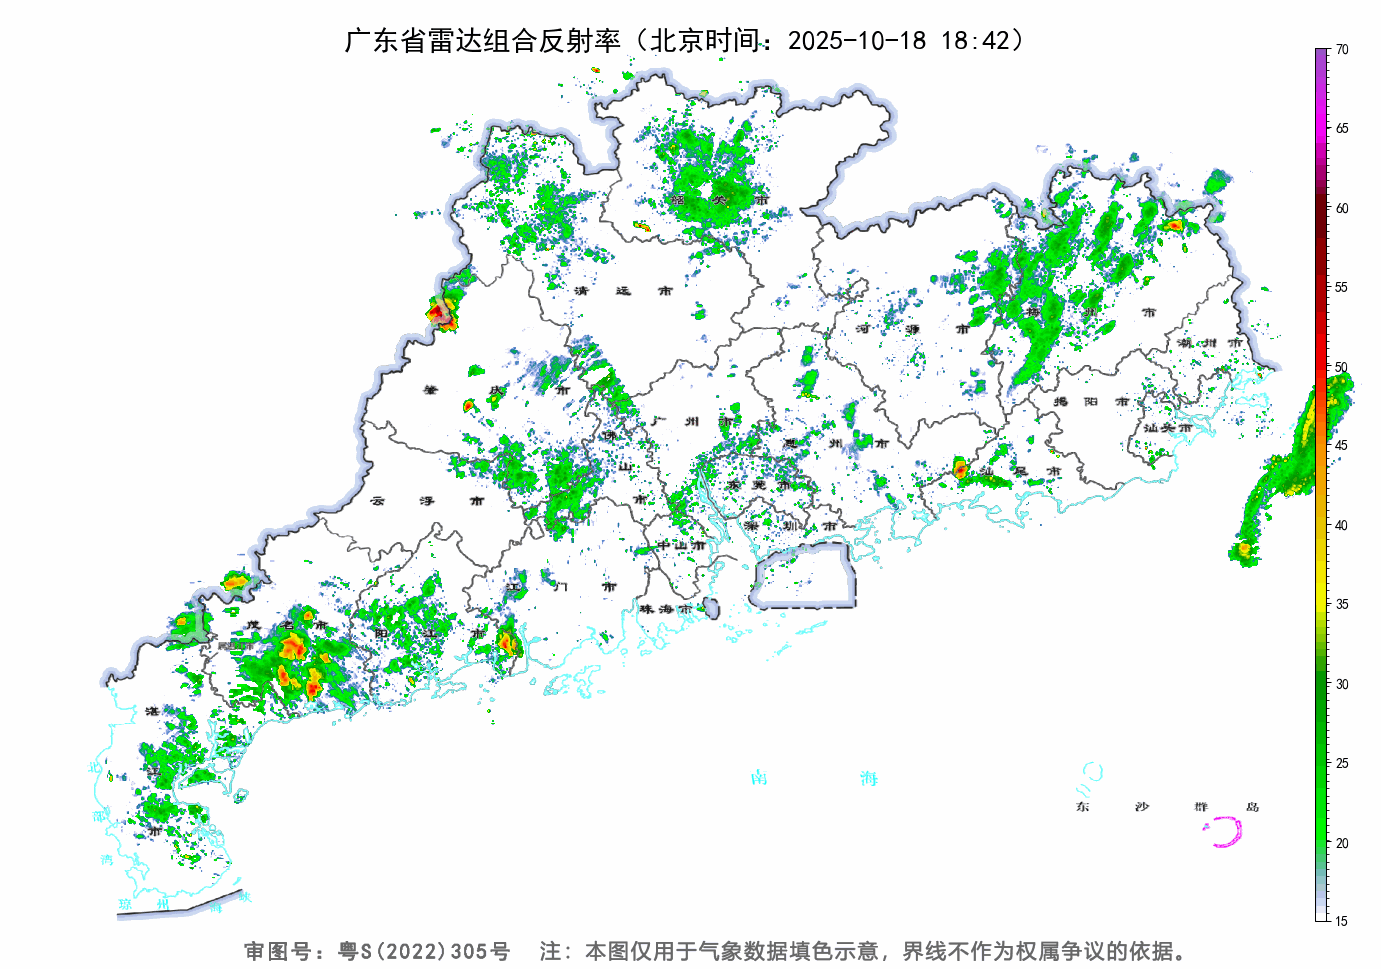 广东省雷达组合反射率（北京时间：2025-10-18 18:42）
70
65
60
55
50
45
40
35
30
25
20
15
韶关市
清远市
河源市
梅州市
潮州市
肇庆市
广州市
惠州市
揭阳市
汕头市
佛山市
东莞市
汕尾市
云浮市
深圳市
中山市
江门市
珠海市
茂名市
阳江市
湛江市
北部湾
琼州海峡
南海
东沙群岛
审图号：粤S(2022)305号 注：本图仅用于气象数据填色示意，界线不作为权属争议的依据。